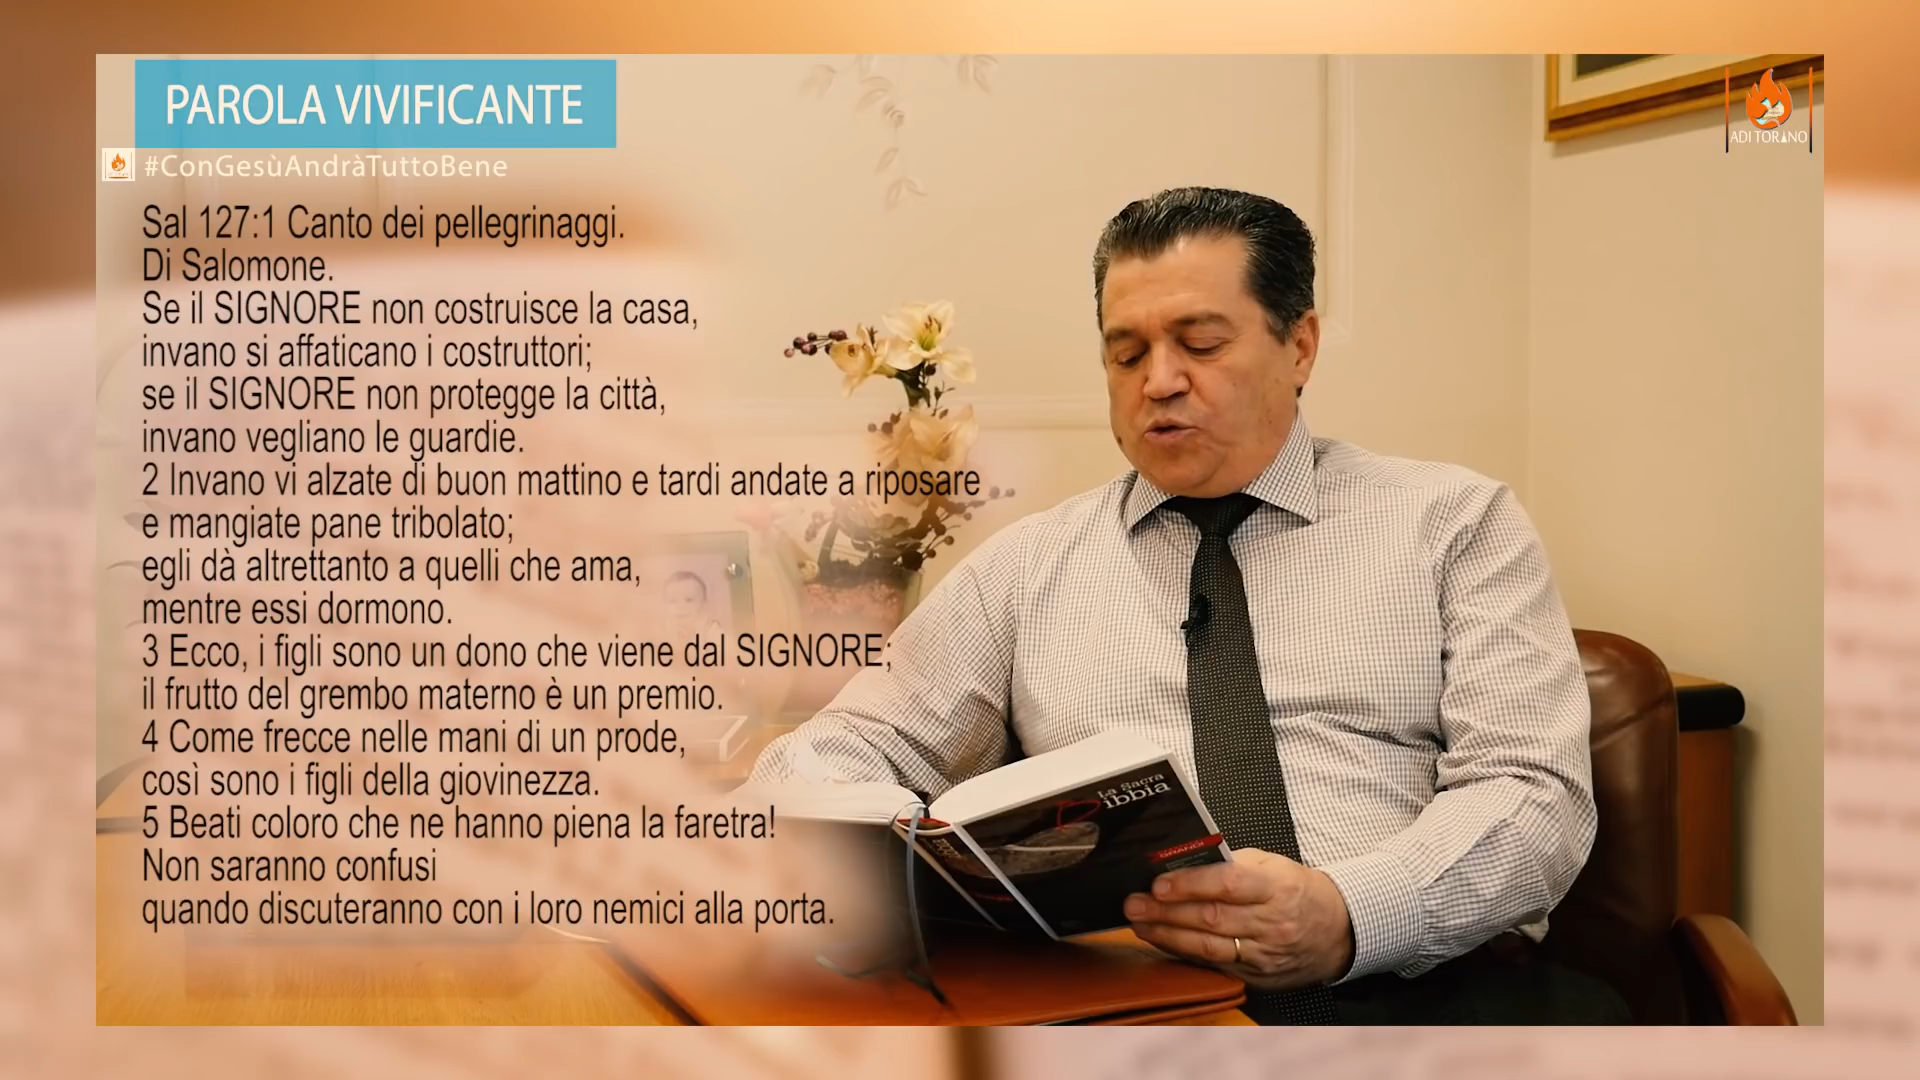 PAROLA VIVIFICANTE
#ConGesùAndràTuttoBene
ADI TORANO
Sal 127:1 Canto dei pellegrinaggi.
Di Salomone.
Se il SIGNORE non costruisce la casa,
invano si affaticano i costruttori;
se il SIGNORE non protegge la città,
invano vegliano le guardie.
2 Invano vi alzate di buon mattino e tardi andate a riposare
e mangiate pane tribolato;
egli dà altrettanto a quelli che ama,
mentre essi dormono.
3 Ecco, i figli sono un dono che viene dal SIGNORE;
il frutto del grembo materno è un premio.
4 Come frecce nelle mani di un prode,
così sono i figli della giovinezza.
5 Beati coloro che ne hanno piena la faretra!
Non saranno confusi
quando discuteranno con i loro nemici alla porta.
La Sacra
Bibbia